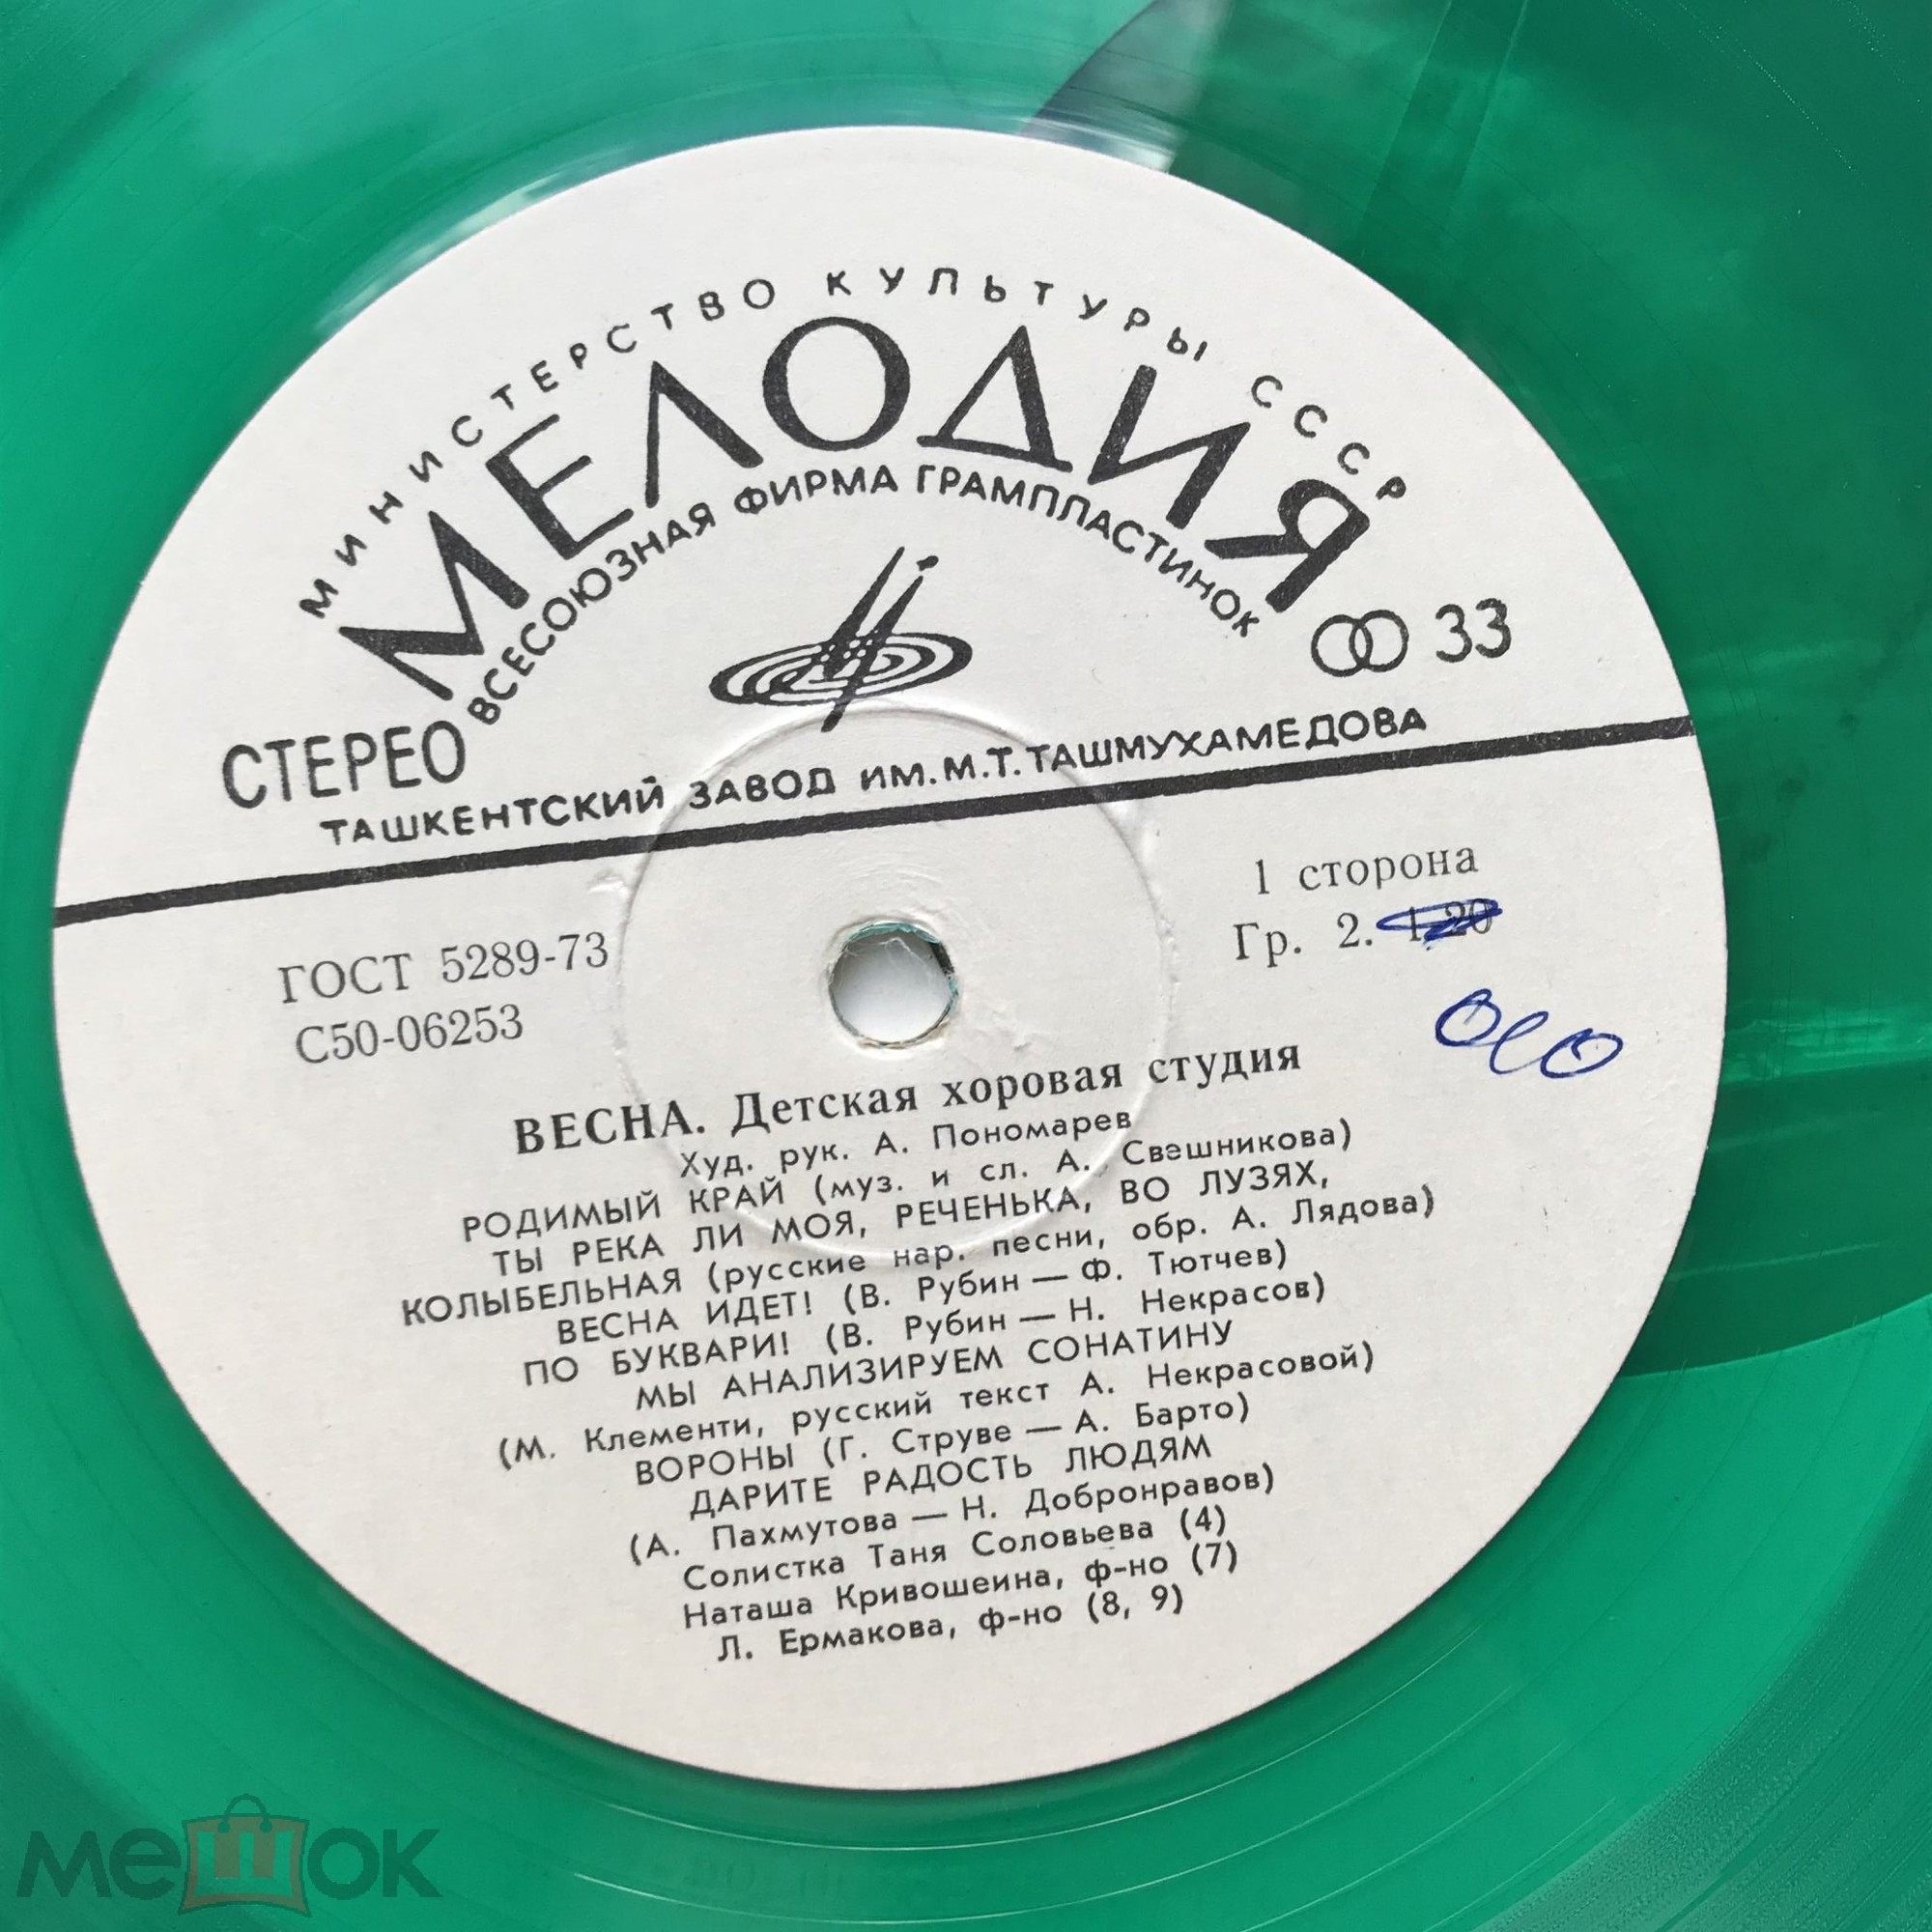 МИНИСТЕРСТВО КУЛЬТУРЫ СССР
МЕЛОДИЯ
ВСЕСОЮЗНАЯ ФИРМА ГРАМПЛАСТИНОК
СТЕРЕО
33
ТАШКЕНТСКИЙ ЗАВОД ИМ. М.Т. ТАШМУХАМЕДОВА
ГОСТ 5289-73
С50-06253
1 сторона
Гр. 2. 1-20
ВЕСНА. Детская хоровая студия
Худ. рук. А. Пономарев
РОДИМЫЙ КРАЙ (муз. и сл. А. Свешникова)
ТЫ РЕКА ЛИ МОЯ, РЕЧЕНЬКА, ВО ЛУЗЯХ,
КОЛЫБЕЛЬНАЯ (русские нар. песни, обр. А. Лядова)
ВЕСНА ИДЕТ! (В. Рубин — Ф. Тютчев)
ПО БУКВАРИ! (В. Рубин — Н. Некрасов)
МЫ АНАЛИЗИРУЕМ СОНАТИНУ
(М. Клементи, русский текст А. Некрасовой)
ВОРОНЫ (Г. Струве — А. Барто)
ДАРИТЕ РАДОСТЬ ЛЮДЯМ
(А. Пахмутова — Н. Добронравов)
Солистка Таня Соловьева (4)
Наташа Кривошеина, ф-но (7)
Л. Ермакова, ф-но (8, 9)
мешок